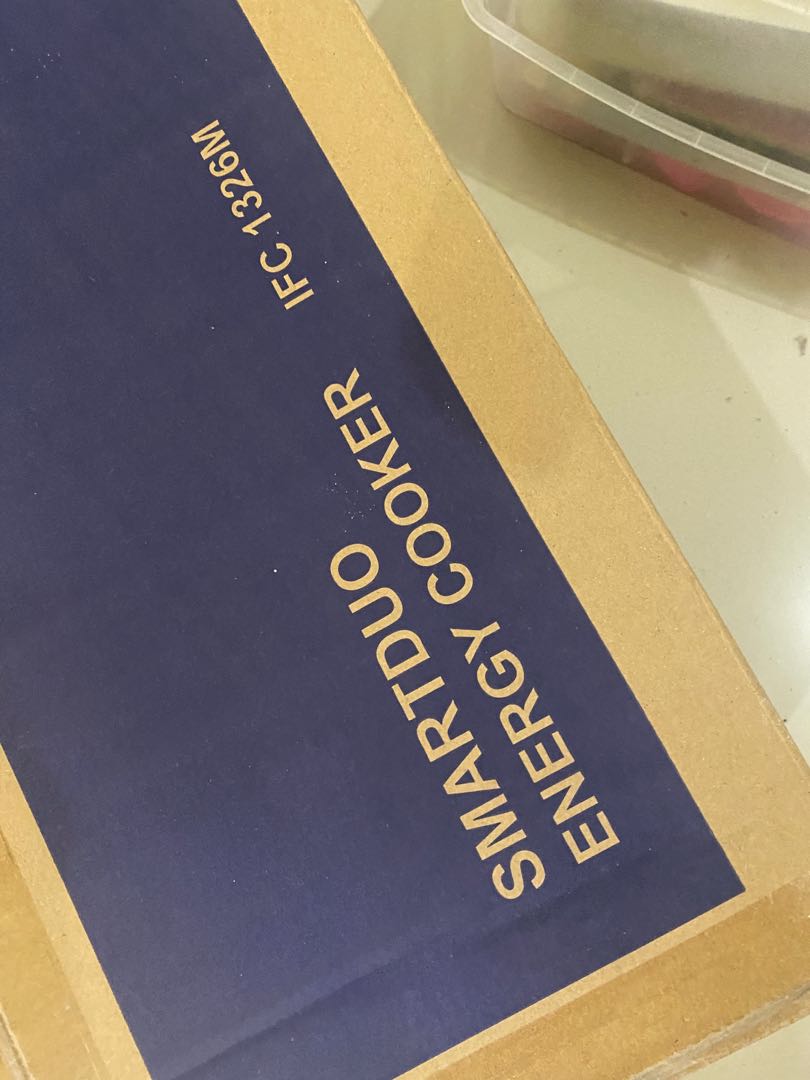 SMARTDUO
ENERGY COOKER
IFC 1326M